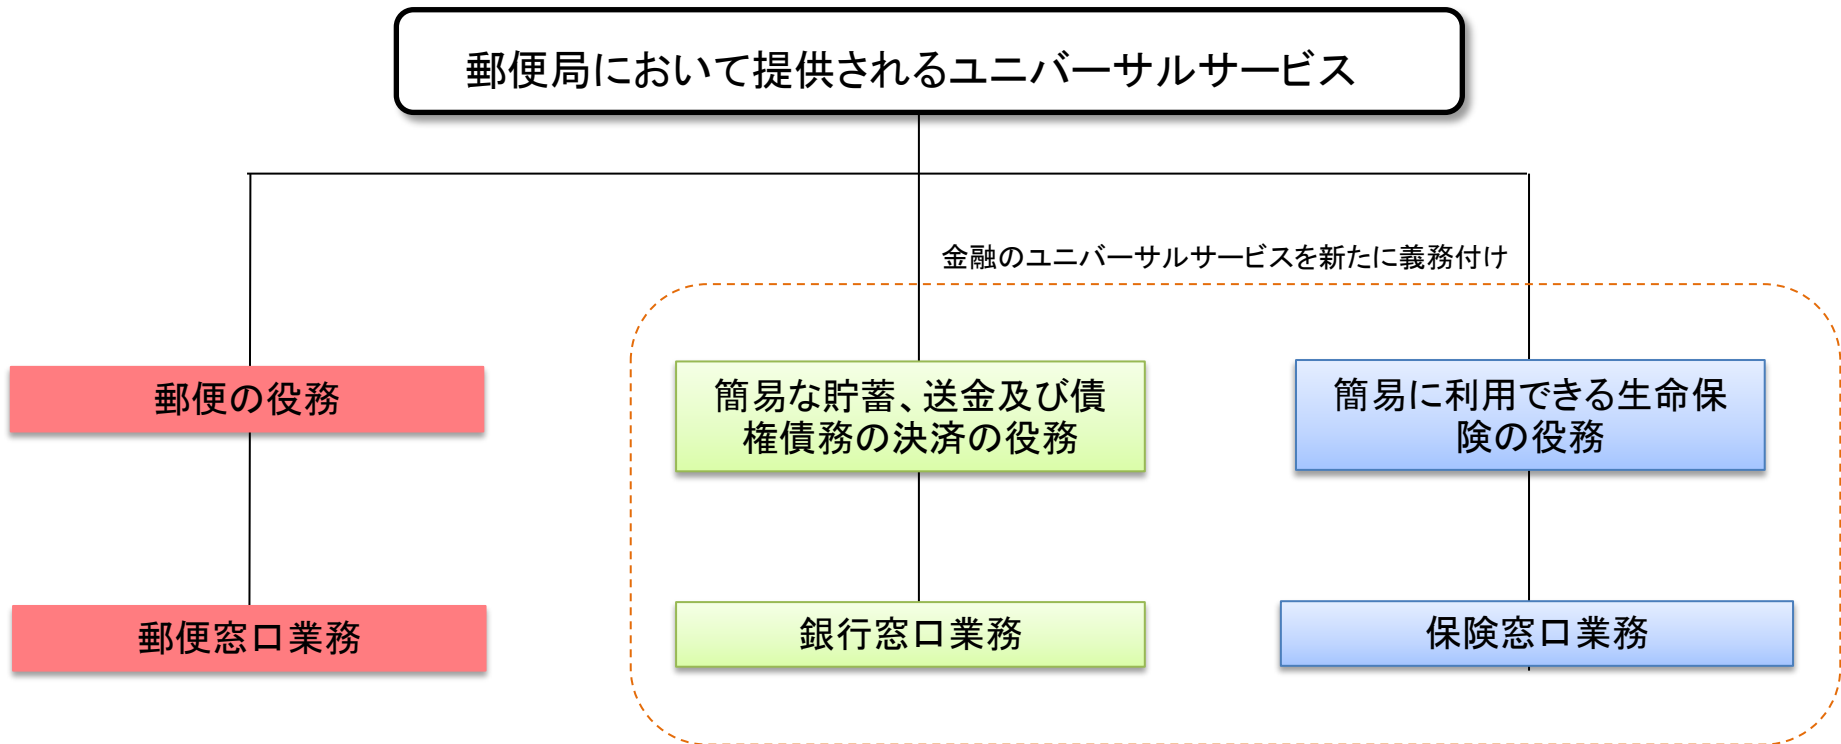 郵便局において提供されるユニバーサルサービス
金融のユニバーサルサービスを新たに義務付け
郵便の役務
簡易な貯蓄、送金及び債
権債務の決済の役務
簡易に利用できる生命保
険の役務
郵便窓口業務
銀行窓口業務
保険窓口業務